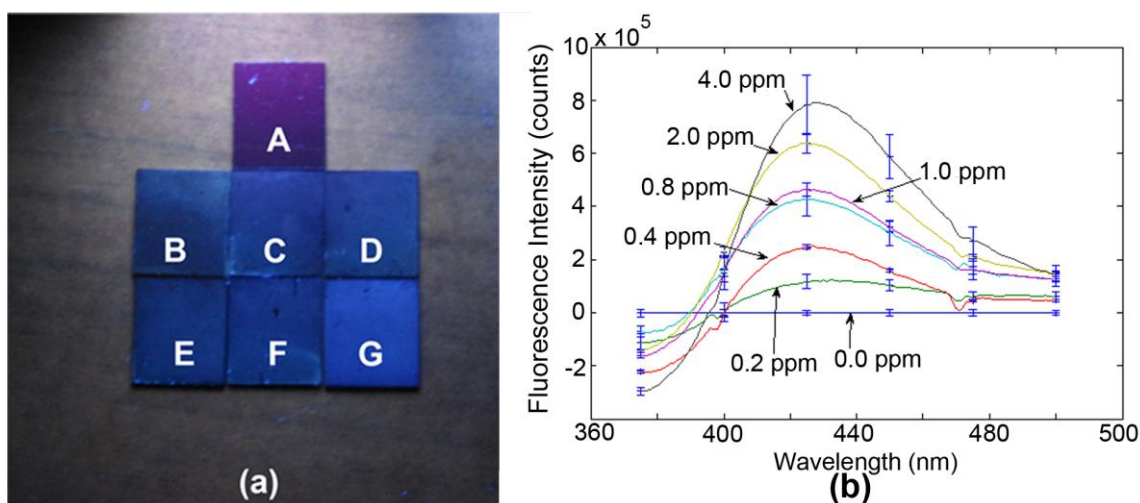 A
B C D
E F G
(a)
10 x 10⁵
8
6
4
2
0
-2
Fluorescence Intensity (counts)
4.0 ppm
2.0 ppm
0.8 ppm
1.0 ppm
0.4 ppm
0.2 ppm
0.0 ppm
360 400 440 480 500
Wavelength (nm)
(b)